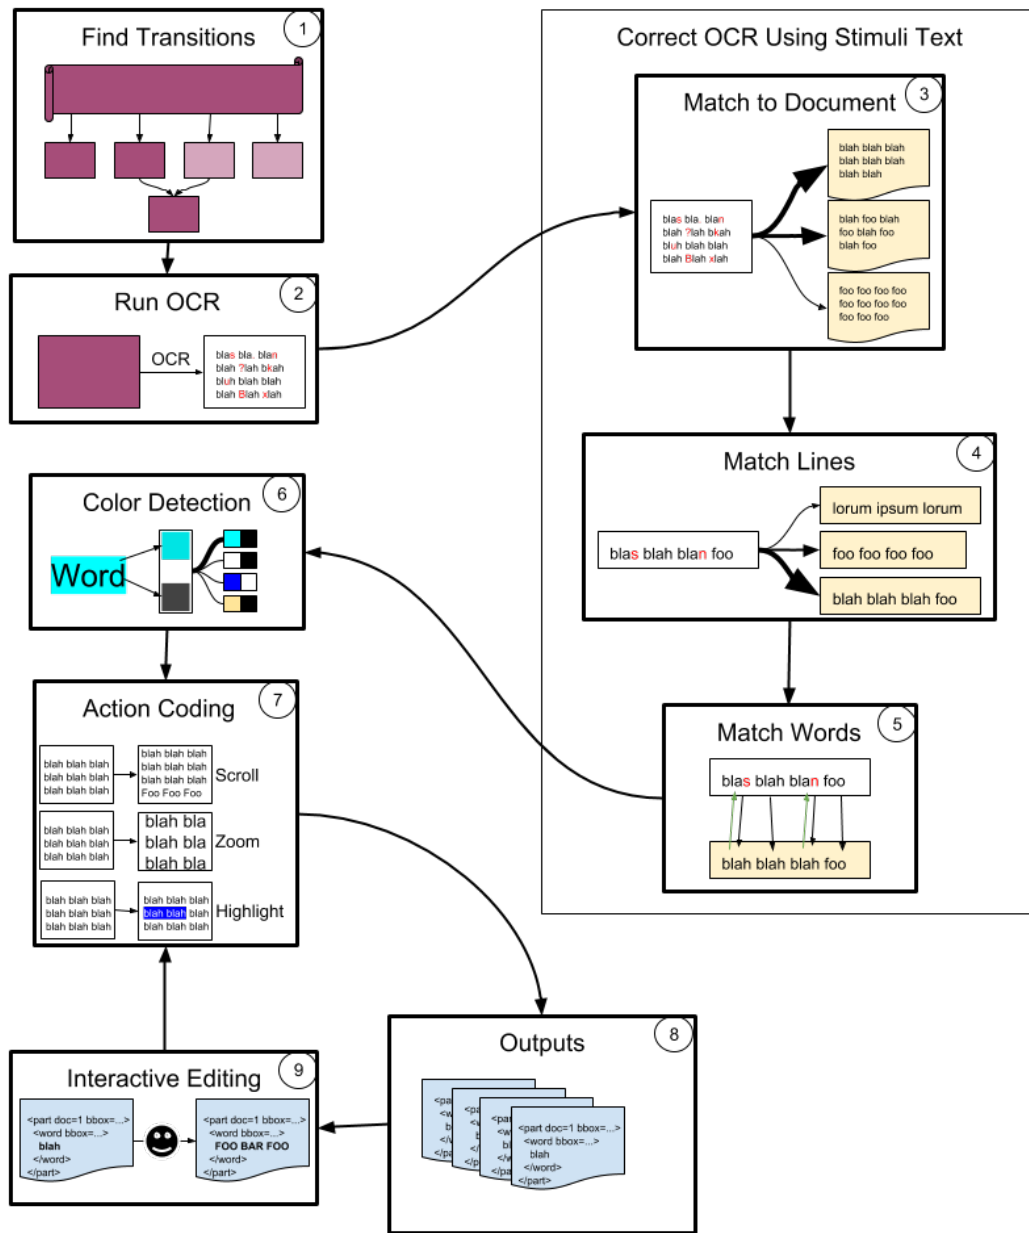 1
Find Transitions
2
Run OCR
OCR
blas bla. blan
blah ?lah bkah
bluh blah blah
blah Blah xlah
Correct OCR Using Stimuli Text
3
Match to Document
blas bla. blan
blah ?lah bkah
bluh blah blah
blah Blah xlah
blah blah blah
blah blah blah
blah blah
blah foo blah
foo blah foo
blah foo
foo foo foo foo
foo foo foo foo
foo foo foo
4
Match Lines
blas blah blan foo
lorum ipsum lorum
foo foo foo foo
blah blah blah foo
5
Match Words
blas blah blan foo
blah blah blah foo
6
Color Detection
Word
7
Action Coding
blah blah blah
blah blah blah
blah blah blah
blah blah blah
blah blah blah
blah blah blah
Foo Foo Foo
Scroll
blah blah blah
blah blah blah
blah blah blah
blah bla
blah bla
blah bla
Zoom
blah blah blah
blah blah blah
blah blah blah
blah blah blah
blah blah blah
blah blah blah
Highlight
8
Outputs
<part
<w
b
</w
</part
<part
<w
b
</w
</pa
<part
<w
b
</w
</pa
<part doc=1 bbox=...>
<word bbox=...>
blah
</word>
</part>
9
Interactive Editing
<part doc=1 bbox=...>
<word bbox=...>
blah
</word>
</part>
<part doc=1 bbox=...>
<word bbox=...>
FOO BAR FOO
</word>
</part>